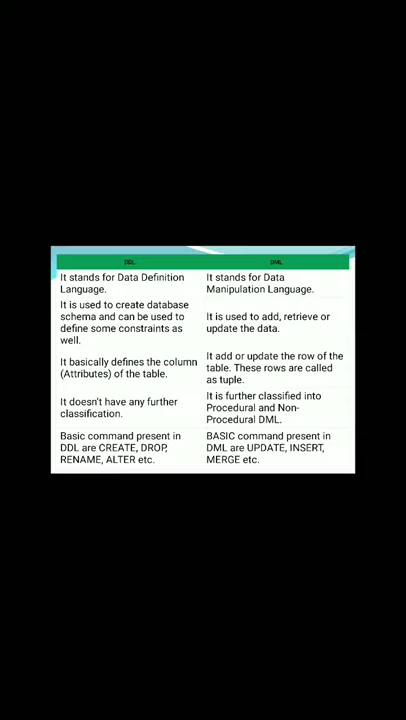 DDL
DML
It stands for Data Definition
Language.
It stands for Data
Manipulation Language.
It is used to create database
schema and can be used to
define some constraints as
well.
It is used to add, retrieve or
update the data.
It basically defines the column
(Attributes) of the table.
It add or update the row of the
table. These rows are called
as tuple.
It doesn't have any further
classification.
It is further classified into
Procedural and Non-
Procedural DML.
Basic command present in
DDL are CREATE, DROP,
RENAME, ALTER etc.
BASIC command present in
DML are UPDATE, INSERT,
MERGE etc.